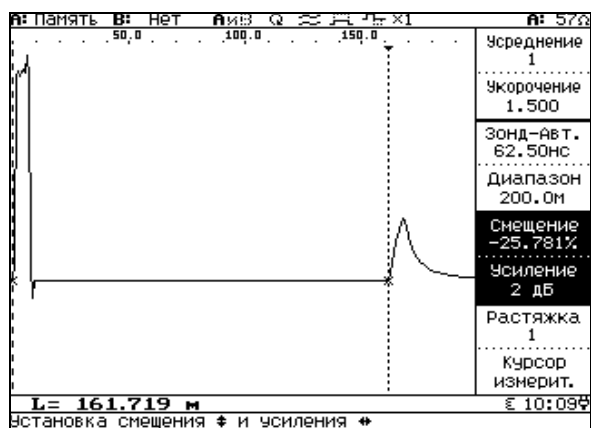 А: Память В: Нет АиВ Q ×1 А: 57Ω
50.0 100.0 150.0
Усреднение
1
Укорочение
1.500
Зонд-Авт.
62.50нс
Диапазон
200.0м
Смещение
-25.781%
Усиление
2 дБ
Растяжка
1
Курсор
измерит.
L= 161.719 м
10:09
Установка смещения ⬍ и усиления ⬌